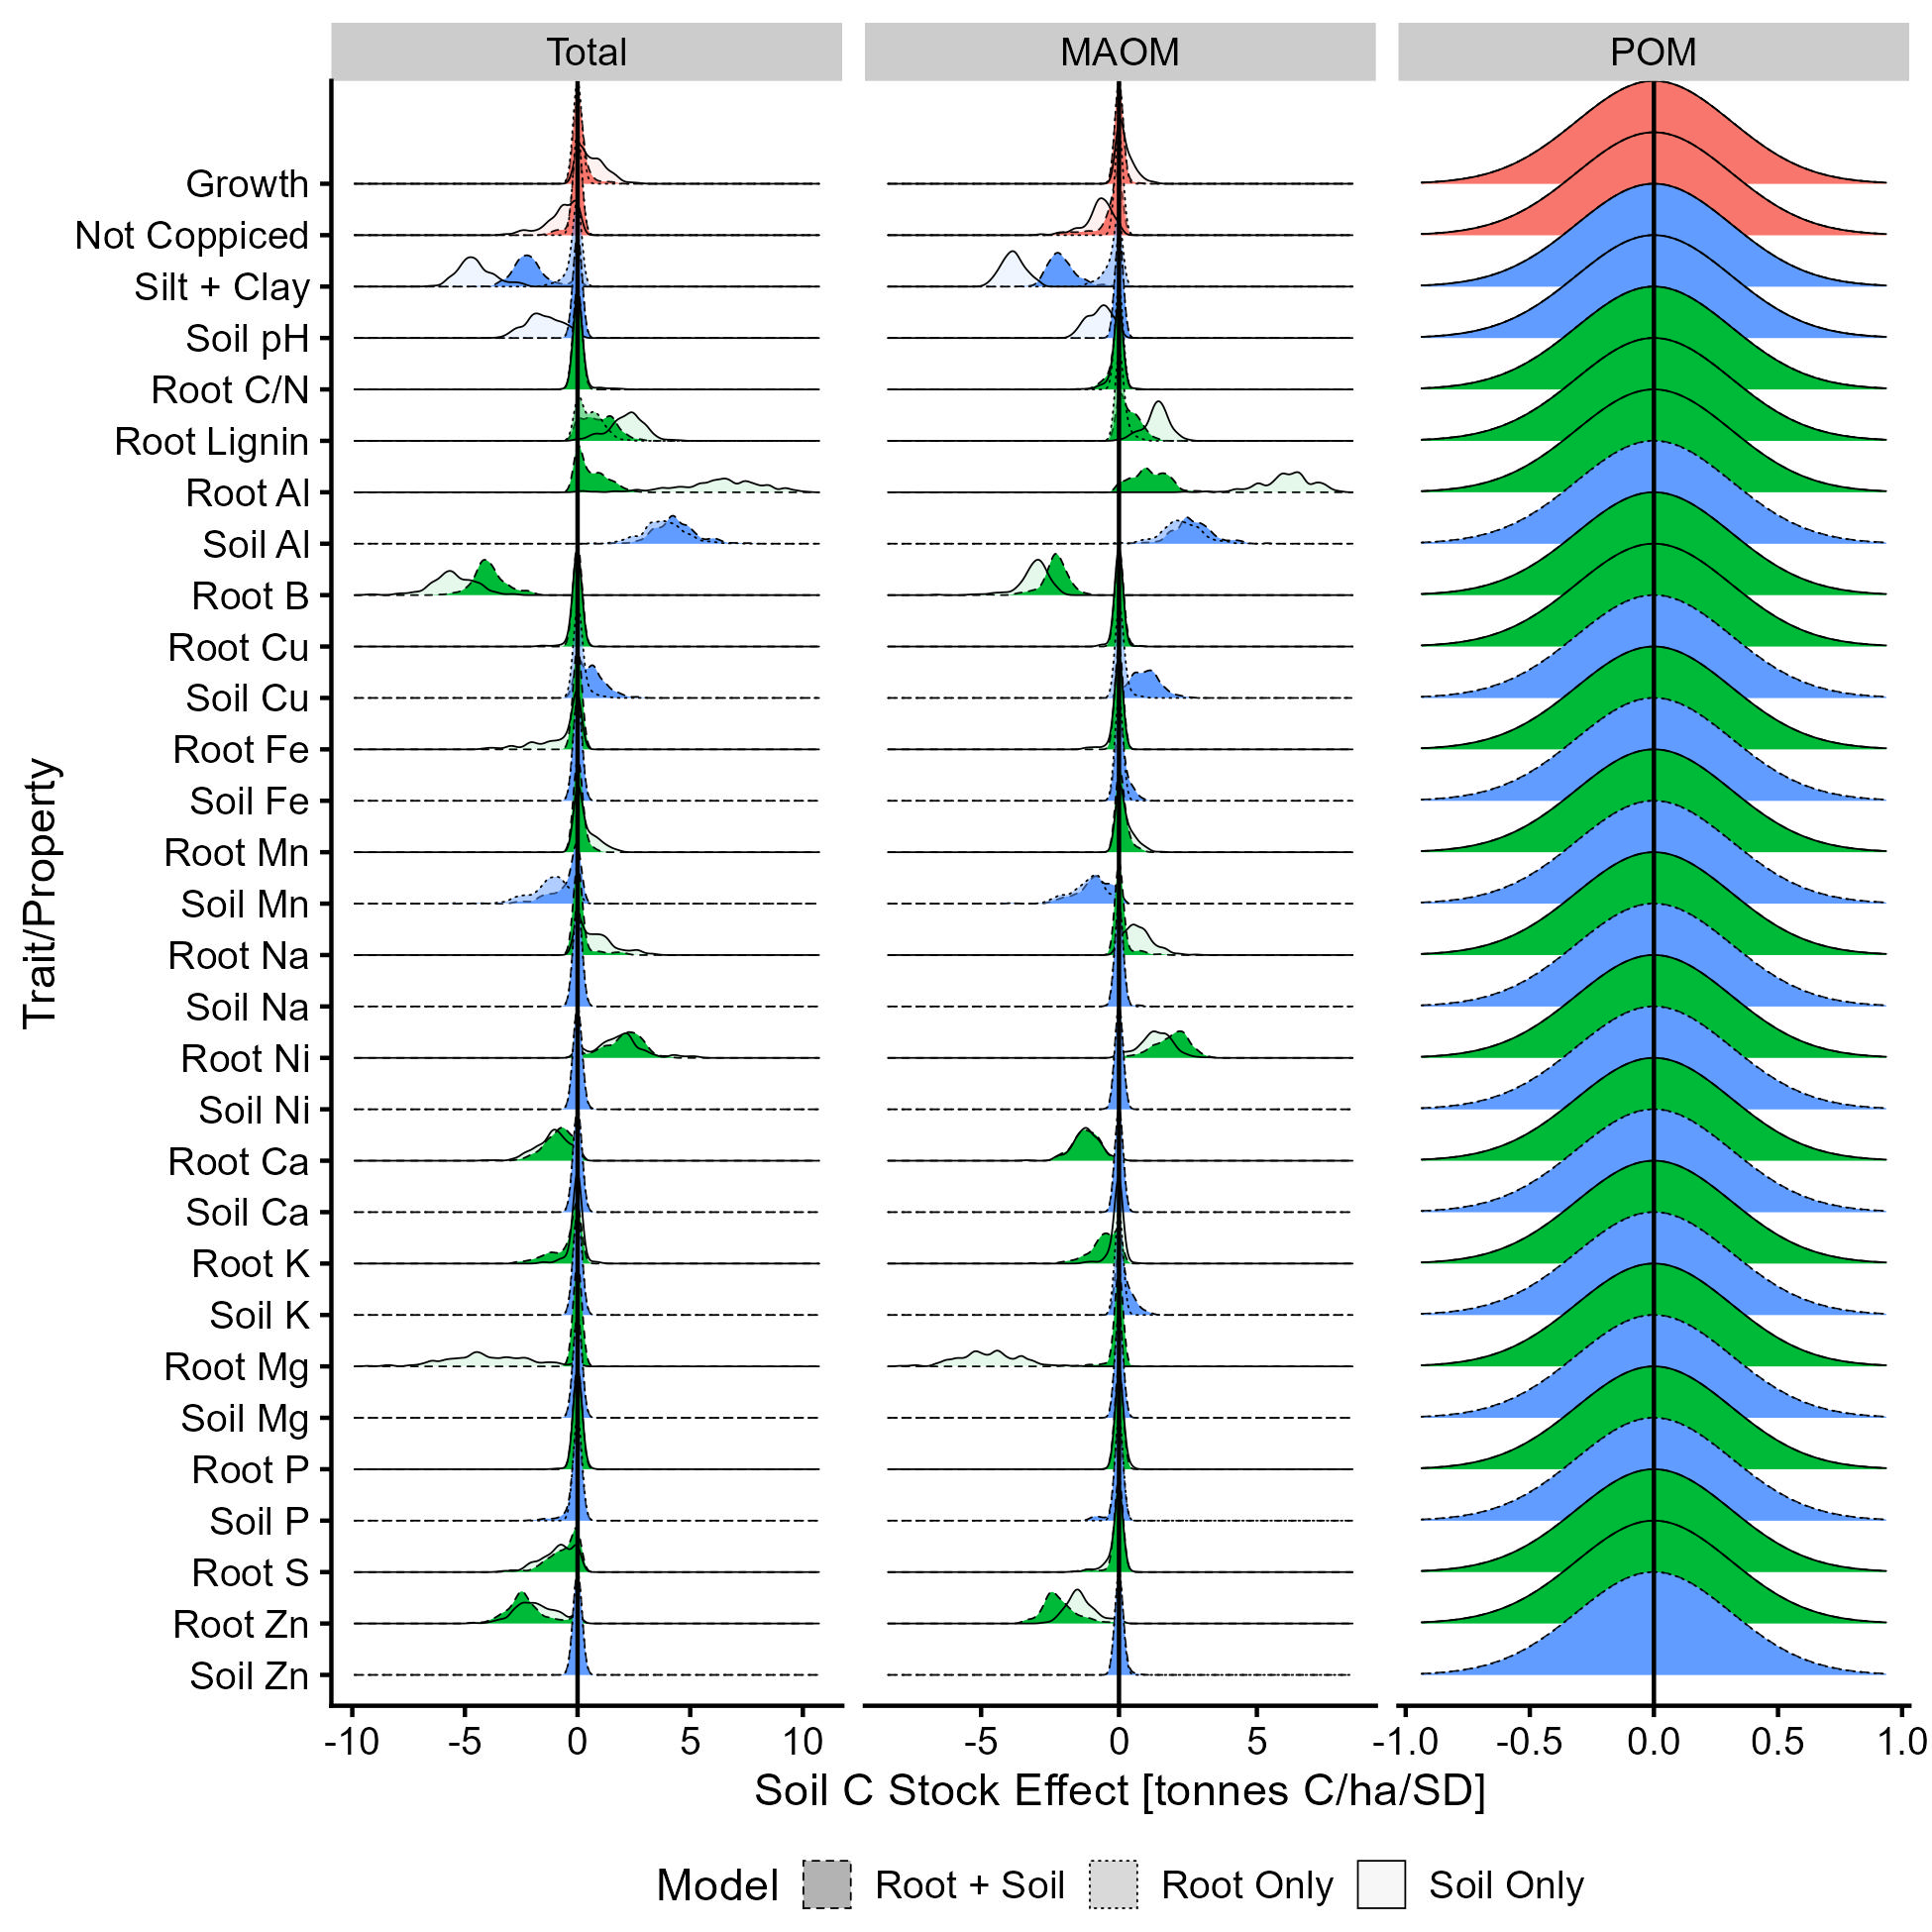 Total MAOM POM
Growth
Not Coppiced
Silt + Clay
Soil pH
Root C/N
Root Lignin
Root Al
Soil Al
Root B
Root Cu
Soil Cu
Root Fe
Soil Fe
Root Mn
Soil Mn
Root Na
Soil Na
Root Ni
Soil Ni
Root Ca
Soil Ca
Root K
Soil K
Root Mg
Soil Mg
Root P
Soil P
Root S
Root Zn
Soil Zn
Trait/Property
-10 -5 0 5 10 -5 0 5 -1.0 -0.5 0.0 0.5 1.0
Soil C Stock Effect [tonnes C/ha/SD]
Model Root + Soil Root Only Soil Only